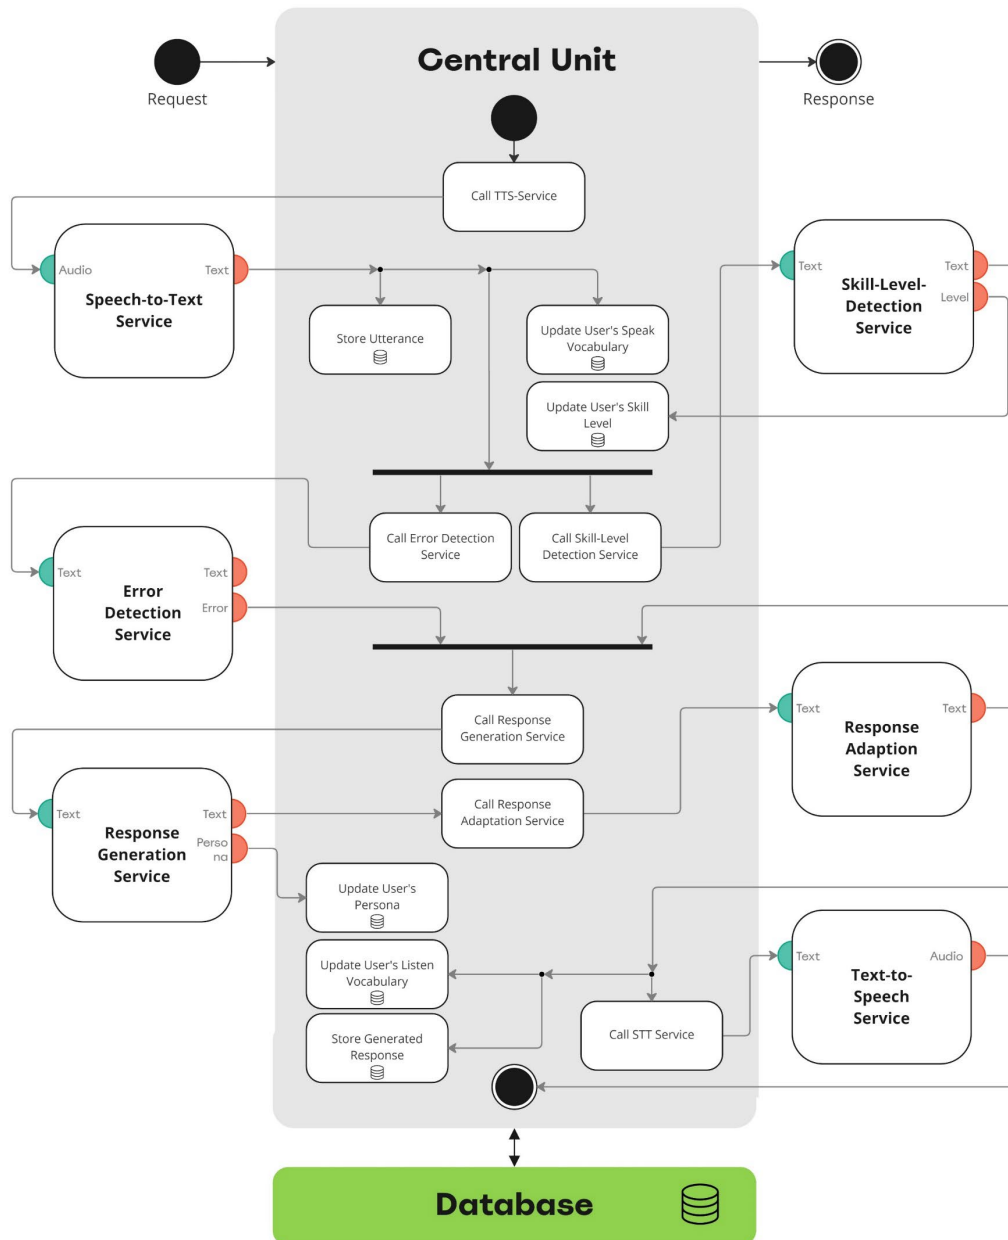 Central Unit
Request
Response
Call TTS-Service
Audio
Text
Speech-to-Text
Service
Text
Text
Level
Skill-Level-
Detection
Service
Store Utterance
Update User's Speak
Vocabulary
Update User's Skill
Level
Call Error Detection
Service
Call Skill-Level
Detection Service
Text
Text
Error
Error
Detection
Service
Call Response
Generation Service
Text
Text
Response
Adaption
Service
Call Response
Adaptation Service
Text
Text
Perso
na
Response
Generation
Service
Update User's
Persona
Update User's Listen
Vocabulary
Store Generated
Response
Call STT Service
Text
Audio
Text-to-
Speech
Service
Database